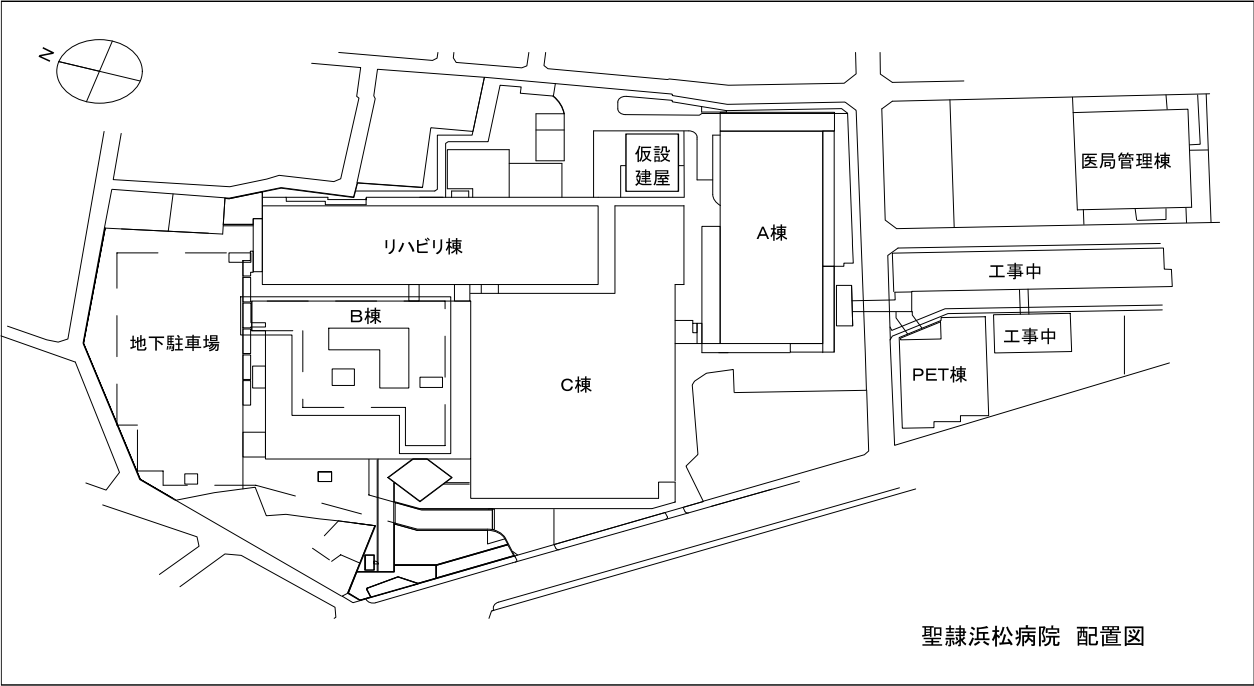 N
仮設
建屋
医局管理棟
A棟
リハビリ棟
工事中
B棟
地下駐車場
工事中
PET棟
C棟
聖隷浜松病院 配置図